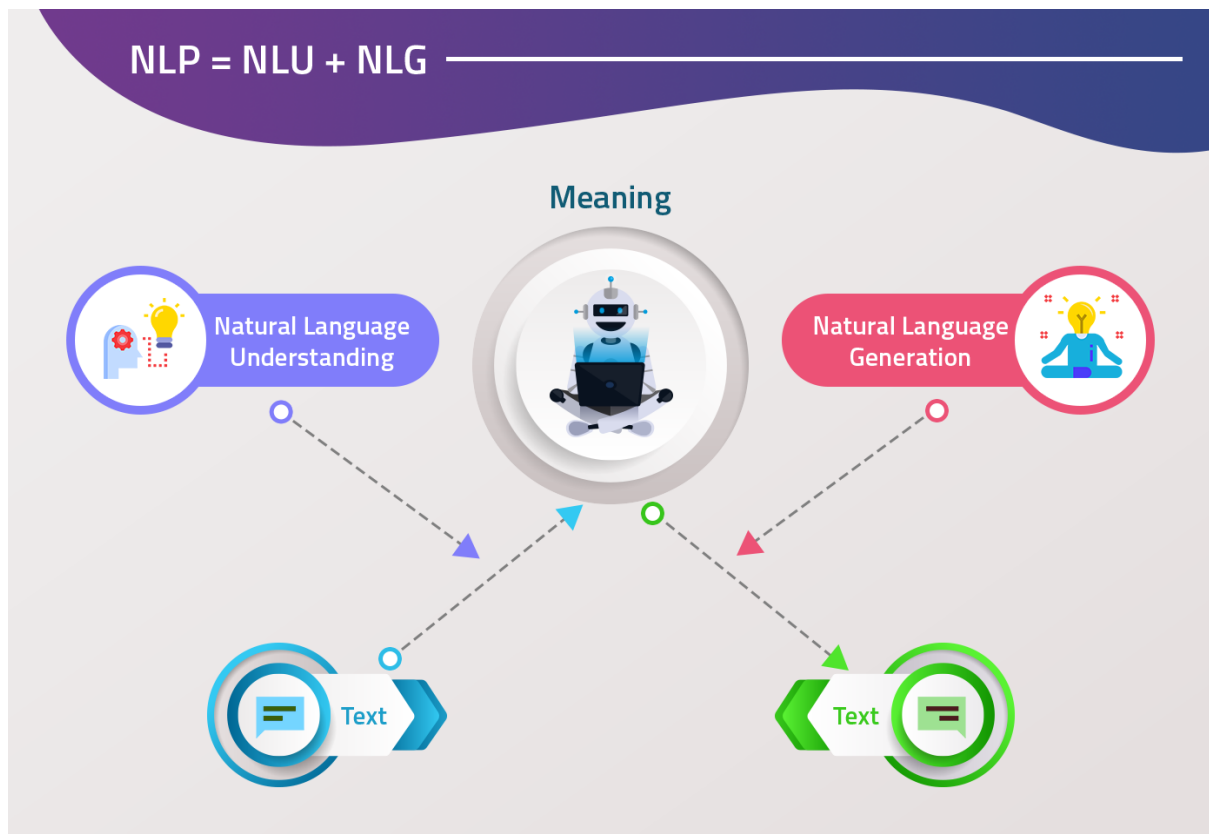 NLP = NLU + NLG
Meaning
Natural Language
Understanding
Natural Language
Generation
Text
Text